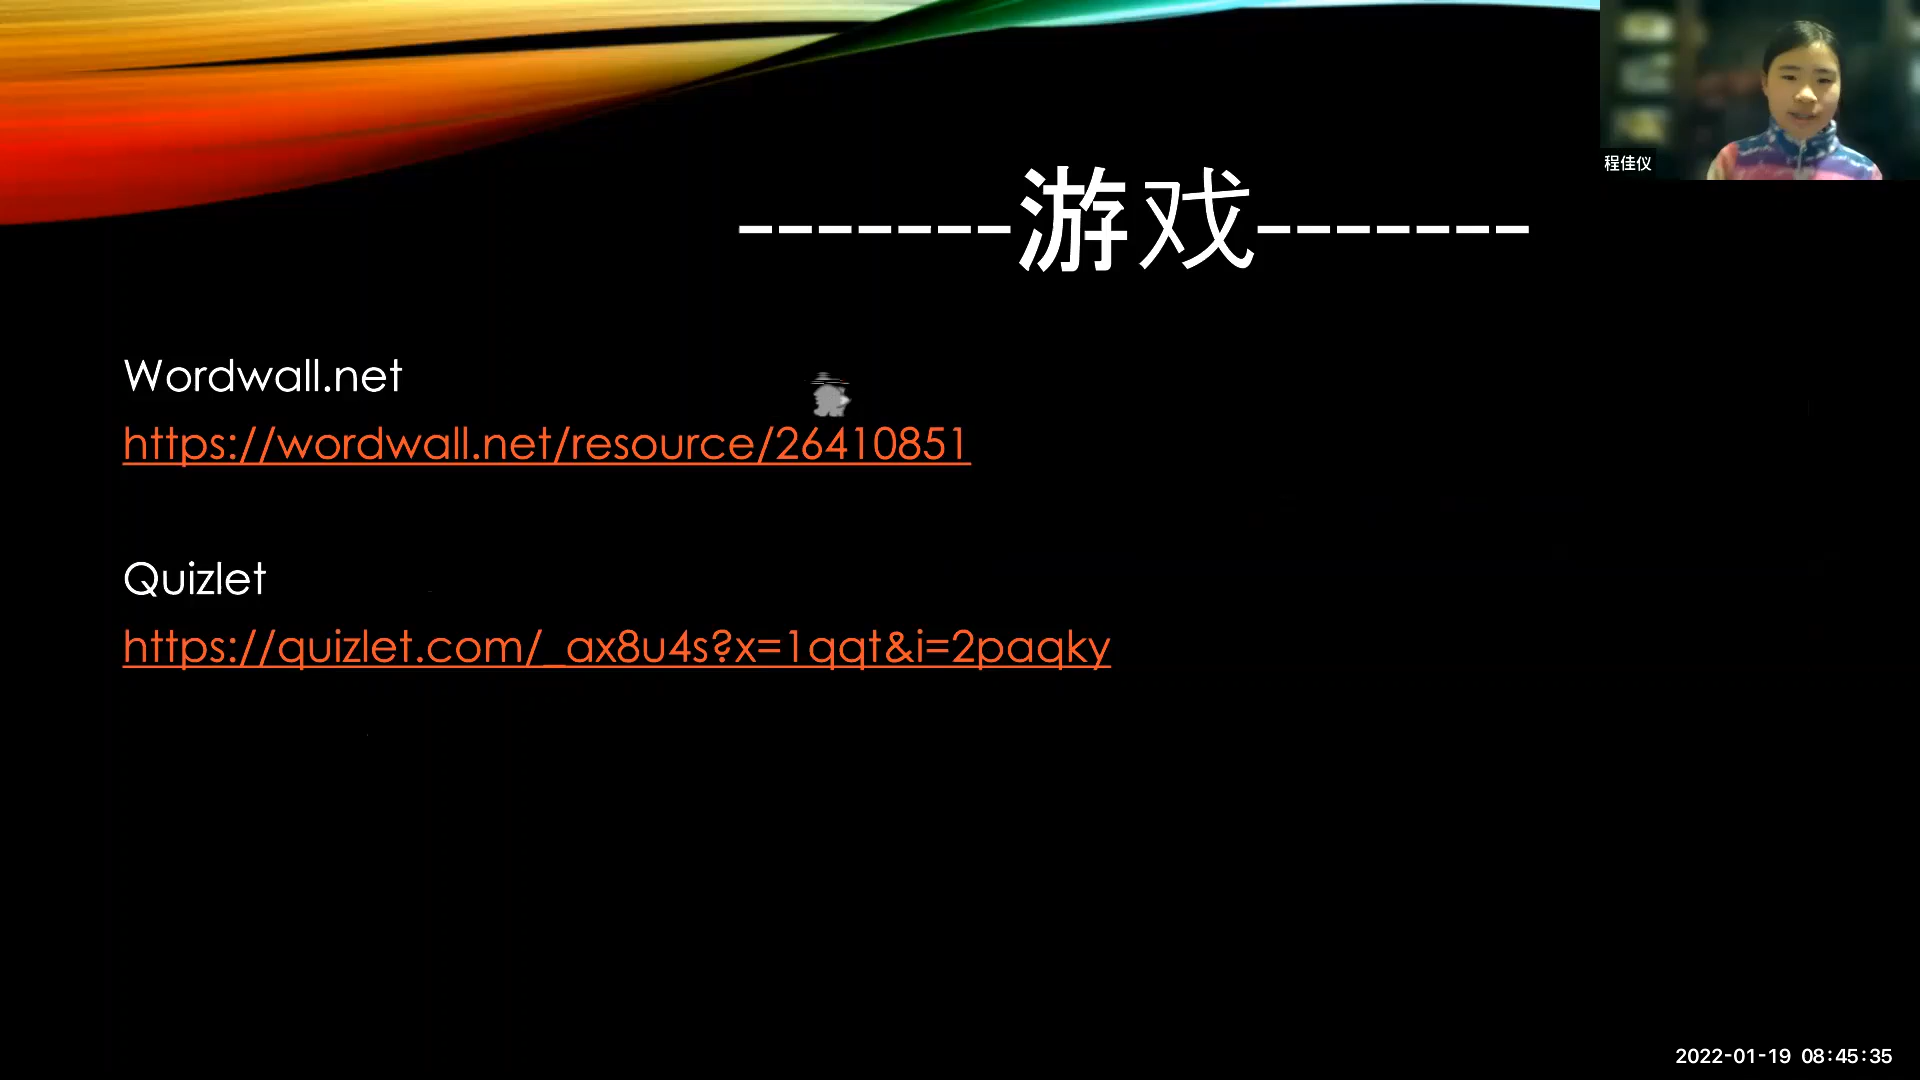 -------游戏-------
程佳仪
Wordwall.net
https://wordwall.net/resource/26410851
Quizlet
https://quizlet.com/_ax8u4s?x=1qqt&i=2paqky
2022-01-19 08:45:35